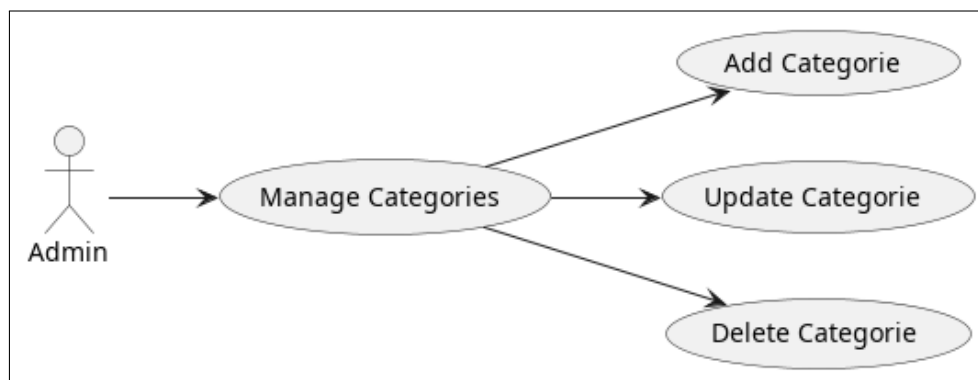 Add Categorie
Manage Categories
Update Categorie
Admin
Delete Categorie